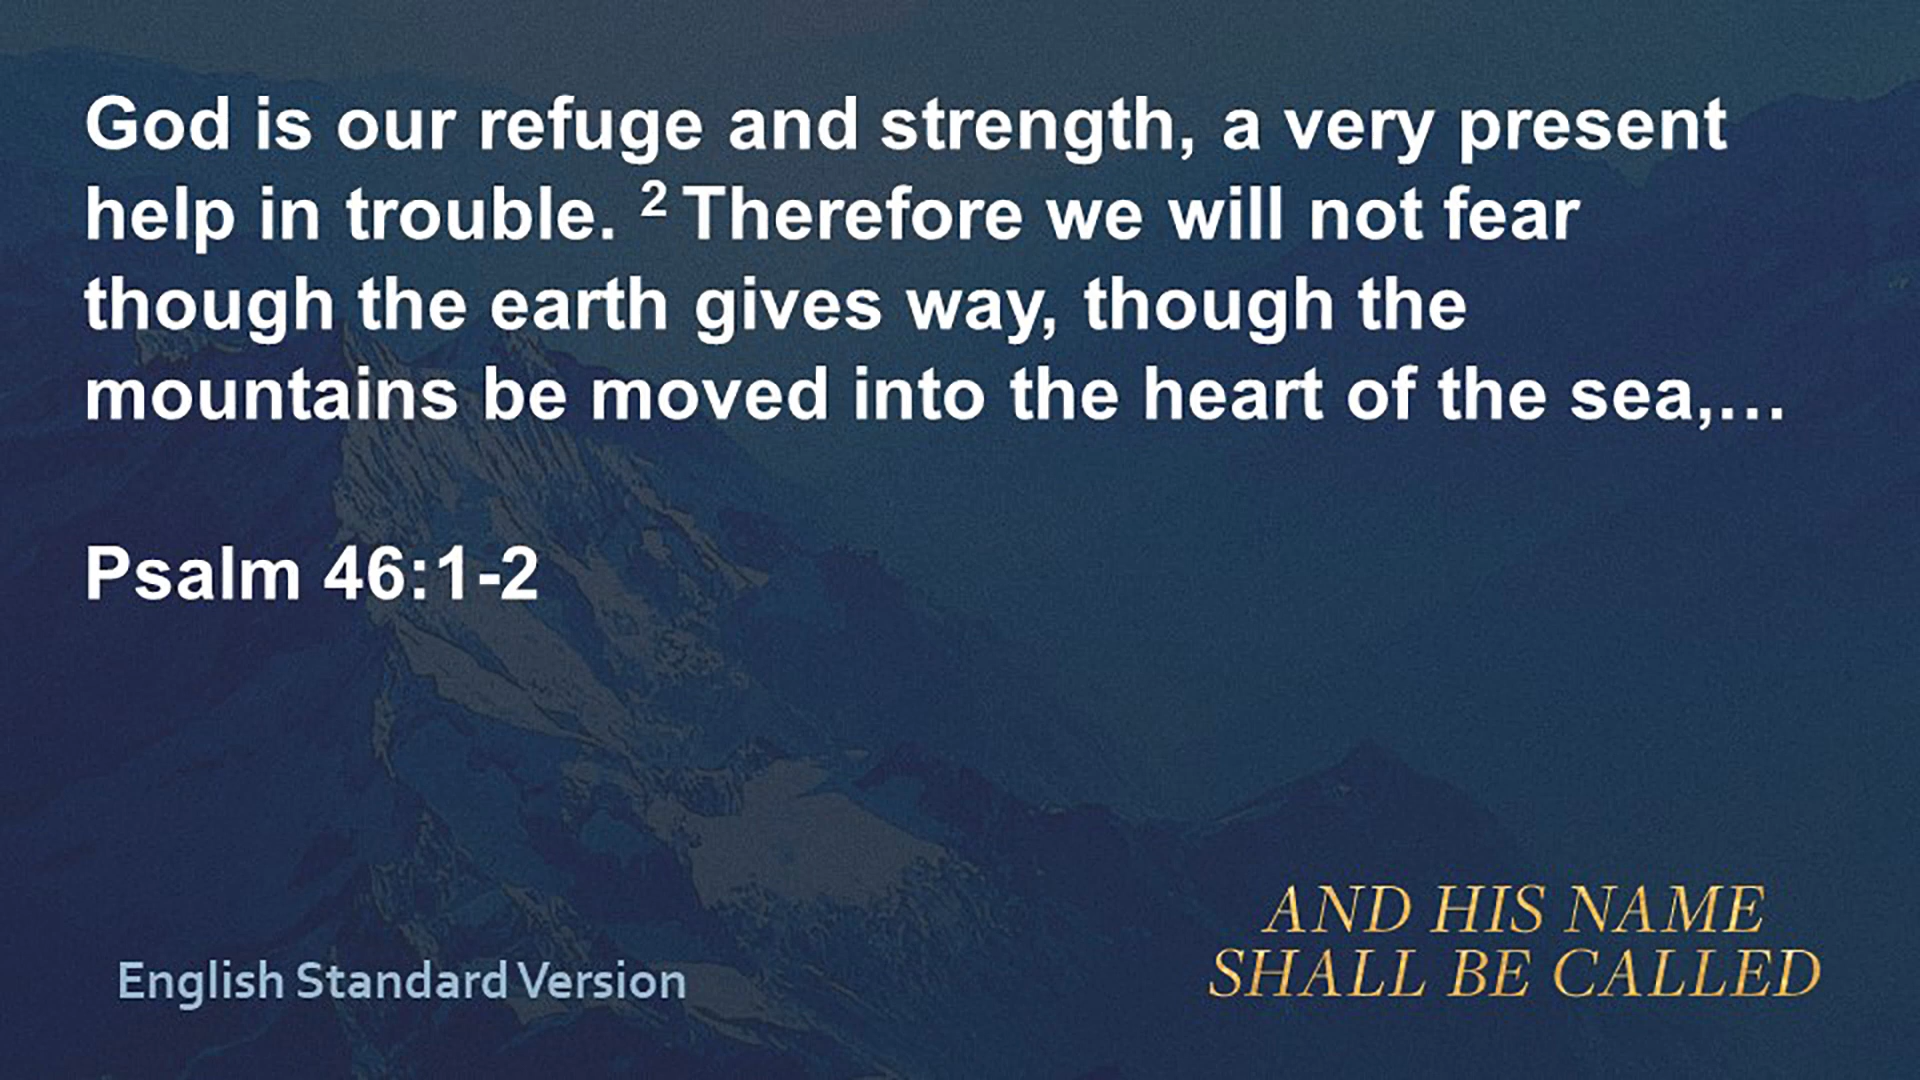 God is our refuge and strength, a very present
help in trouble. ² Therefore we will not fear
though the earth gives way, though the
mountains be moved into the heart of the sea,…
Psalm 46:1-2
English Standard Version
AND HIS NAME
SHALL BE CALLED